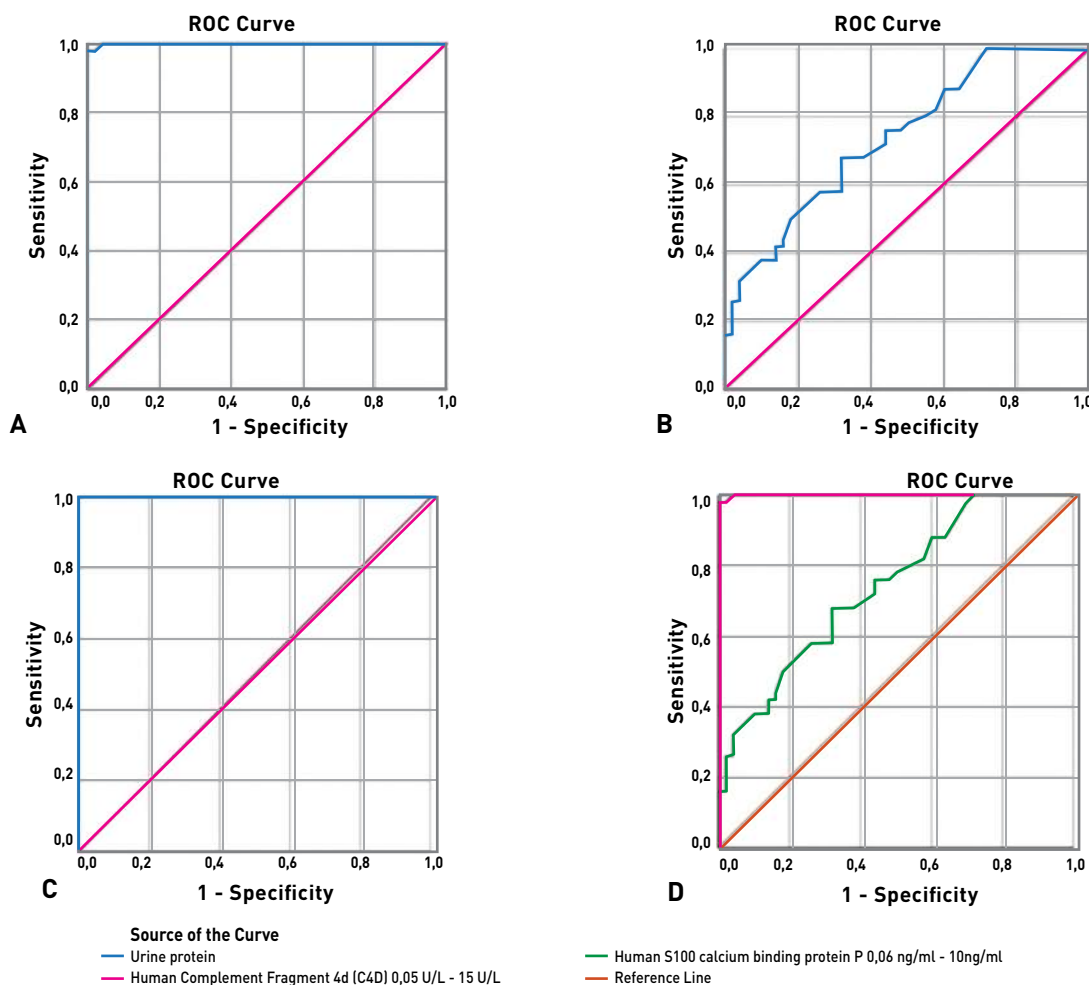 ROC Curve
1,0
0,8
0,6
0,4
0,2
0,0
Sensitivity
0,0 0,2 0,4 0,6 0,8 1,0
1 - Specificity
A
ROC Curve
1,0
0,8
0,6
0,4
0,2
0,0
Sensitivity
0,0 0,2 0,4 0,6 0,8 1,0
1 - Specificity
B
ROC Curve
1,0
0,8
0,6
0,4
0,2
0,0
Sensitivity
0,0 0,2 0,4 0,6 0,8 1,0
1 - Specificity
C
ROC Curve
1,0
0,8
0,6
0,4
0,2
0,0
Sensitivity
0,0 0,2 0,4 0,6 0,8 1,0
1 - Specificity
D
Source of the Curve
Urine protein
Human Complement Fragment 4d (C4D) 0,05 U/L - 15 U/L
Human S100 calcium binding protein P 0,06 ng/ml - 10ng/ml
Reference Line